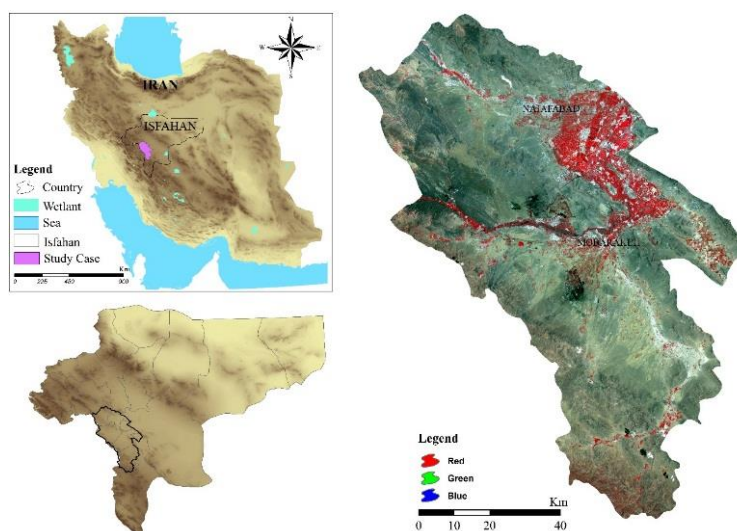 N
W
E
S
IRAN
ISFAHAN
Legend
Country
Wetlant
Sea
Isfahan
Study Case
Km
0 225 450 900
NAJAFABAD
MOBARAKEH
Legend
Red
Green
Blue
Km
0 10 20 40